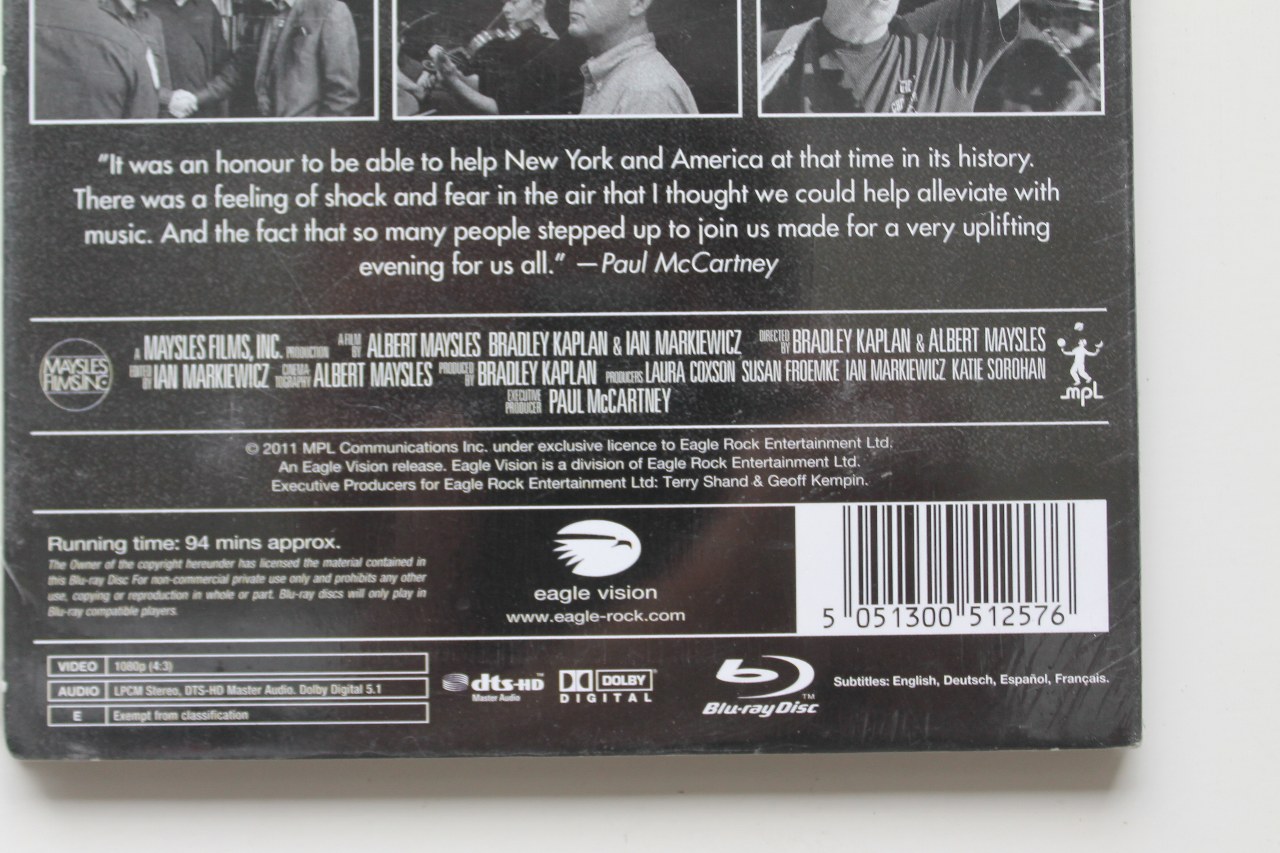 "It was an honour to be able to help New York and America at that time in its history.
There was a feeling of shock and fear in the air that I thought we could help alleviate with
music. And the fact that so many people stepped up to join us made for a very uplifting
evening for us all." —Paul McCartney
MAYSLES
FILMS.INC
A MAYSLES FILMS, INC. PRODUCTION A FILM BY ALBERT MAYSLES BRADLEY KAPLAN & IAN MARKIEWICZ DIRECTED BY BRADLEY KAPLAN & ALBERT MAYSLES
EDITED BY IAN MARKIEWICZ CINEMATOGRAPHY ALBERT MAYSLES PRODUCED BY BRADLEY KAPLAN PRODUCERS LAURA COXSON SUSAN FROEMKE IAN MARKIEWICZ KATIE SOROHAN
EXECUTIVE PRODUCER PAUL McCARTNEY
mpl
© 2011 MPL Communications Inc. under exclusive licence to Eagle Rock Entertainment Ltd.
An Eagle Vision release. Eagle Vision is a division of Eagle Rock Entertainment Ltd.
Executive Producers for Eagle Rock Entertainment Ltd: Terry Shand & Geoff Kempin.
Running time: 94 mins approx.
The Owner of the copyright hereunder has licensed the material contained in
this Blu-ray Disc For non-commercial private use only and prohibits any other
use, copying or reproduction in whole or part. Blu-ray discs will only play in
Blu-ray compatible players.
eagle vision
www.eagle-rock.com
5 051300 512576
VIDEO 1080p (4:3)
AUDIO LPCM Stereo, DTS-HD Master Audio. Dolby Digital 5.1
E Exempt from classification
dts-HD™
Master Audio
DOLBY
DIGITAL
Blu-ray Disc™
Subtitles: English, Deutsch, Español, Français.